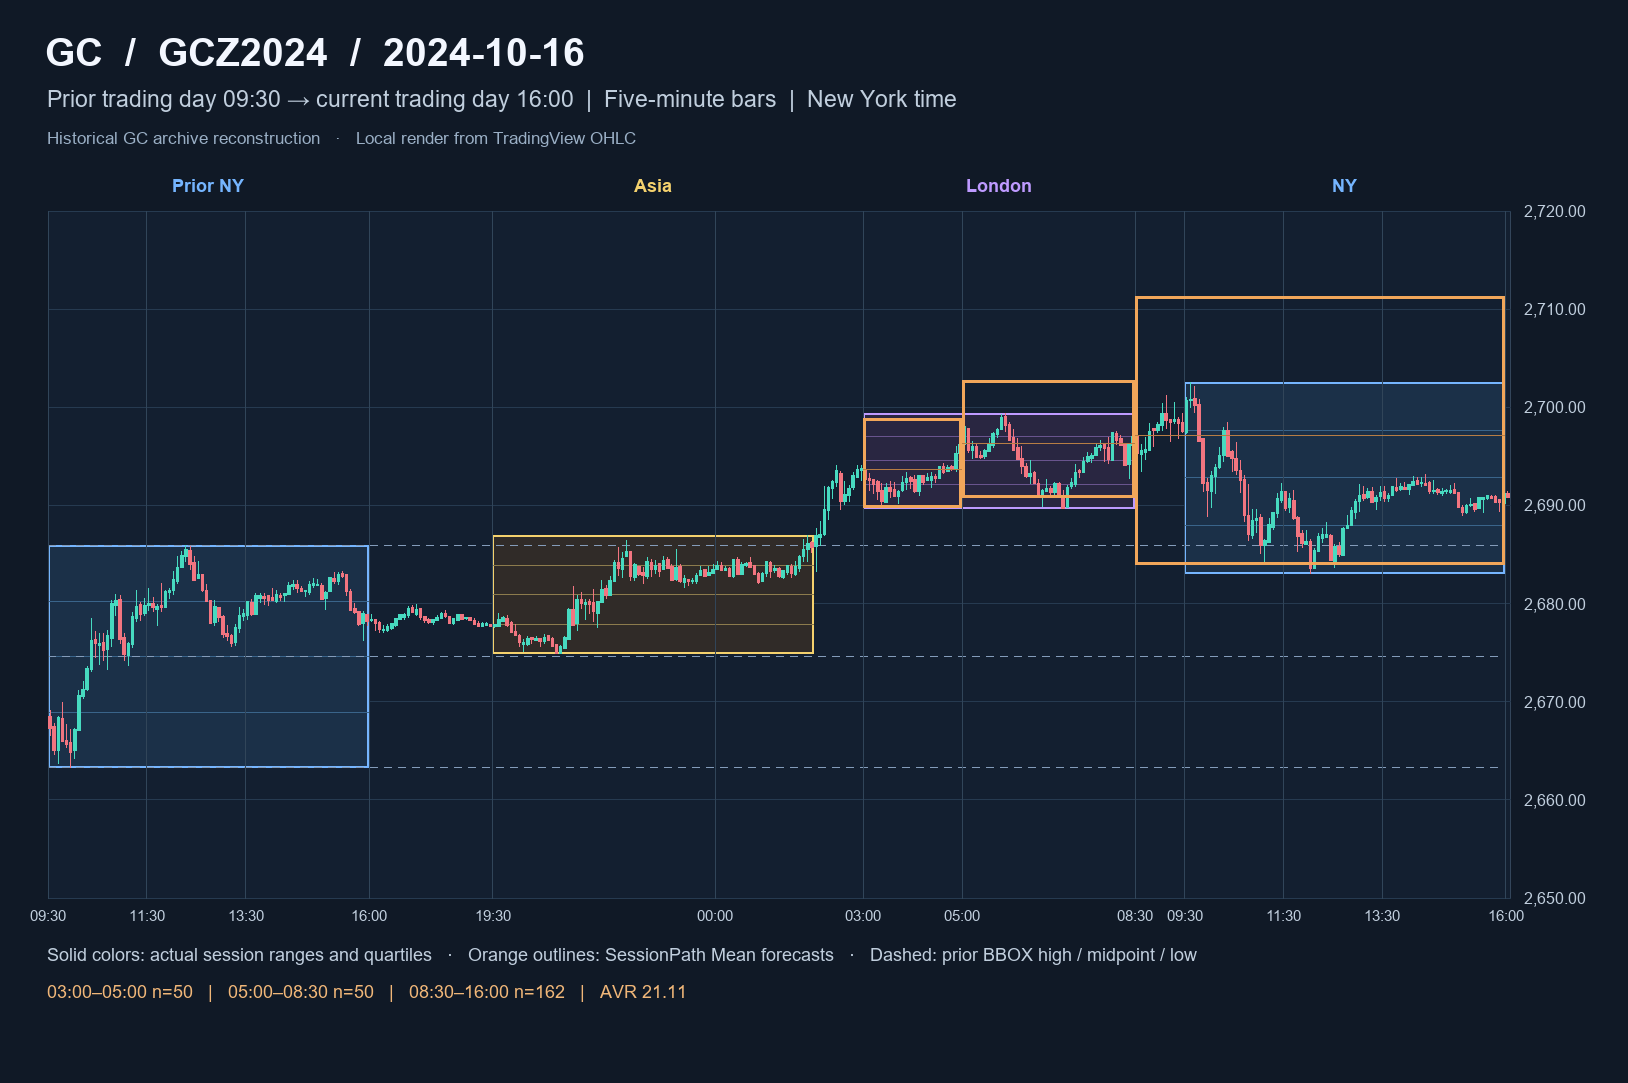 GC / GCZ2024 / 2024-10-16
Prior trading day 09:30 → current trading day 16:00 | Five-minute bars | New York time
Historical GC archive reconstruction · Local render from TradingView OHLC
Prior NY Asia London NY
2,720.00
2,710.00
2,700.00
2,690.00
2,680.00
2,670.00
2,660.00
2,650.00
09:30 11:30 13:30 16:00 19:30 00:00 03:00 05:00 08:30 09:30 11:30 13:30 16:00
Solid colors: actual session ranges and quartiles · Orange outlines: SessionPath Mean forecasts · Dashed: prior BBOX high / midpoint / low
03:00–05:00 n=50 | 05:00–08:30 n=50 | 08:30–16:00 n=162 | AVR 21.11